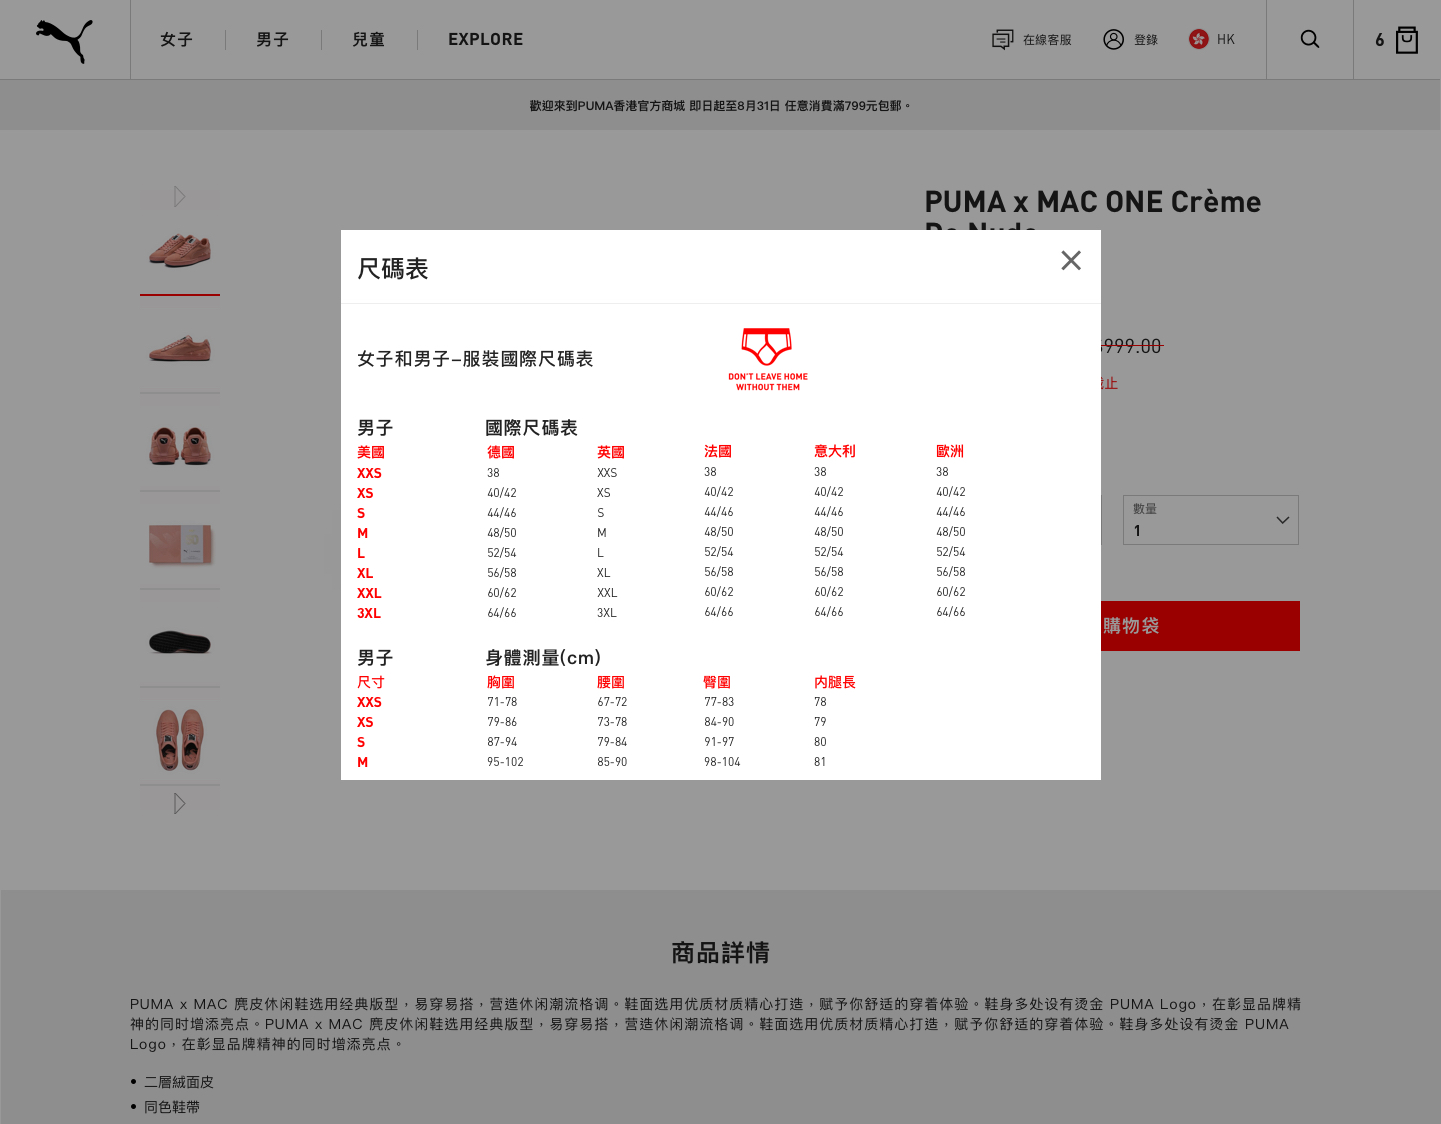 女子
男子
兒童
EXPLORE
在線客服
登錄
HK
6
歡迎來到PUMA香港官方商城 即日起至8月31日 任意消費滿799元包郵。
PUMA x MAC ONE Crème
De Nude
999.00
止
數量
1
購物袋
尺碼表
女子和男子–服裝國際尺碼表
DON'T LEAVE HOME
WITHOUT THEM
男子 國際尺碼表
美國 德國 英國 法國 意大利 歐洲
XXS 38 XXS 38 38 38
XS 40/42 XS 40/42 40/42 40/42
S 44/46 S 44/46 44/46 44/46
M 48/50 M 48/50 48/50 48/50
L 52/54 L 52/54 52/54 52/54
XL 56/58 XL 56/58 56/58 56/58
XXL 60/62 XXL 60/62 60/62 60/62
3XL 64/66 3XL 64/66 64/66 64/66
男子 身體測量(cm)
尺寸 胸圍 腰圍 臀圍 内腿長
XXS 71-78 67-72 77-83 78
XS 79-86 73-78 84-90 79
S 87-94 79-84 91-97 80
M 95-102 85-90 98-104 81
商品詳情
PUMA x MAC 麂皮休闲鞋选用经典版型，易穿易搭，营造休闲潮流格调。鞋面选用优质材质精心打造，赋予你舒适的穿着体验。鞋身多处设有烫金 PUMA Logo，在彰显品牌精
神的同时增添亮点。PUMA x MAC 麂皮休闲鞋选用经典版型，易穿易搭，营造休闲潮流格调。鞋面选用优质材质精心打造，赋予你舒适的穿着体验。鞋身多处设有烫金 PUMA
Logo，在彰显品牌精神的同时增添亮点。
• 二層絨面皮
• 同色鞋帶